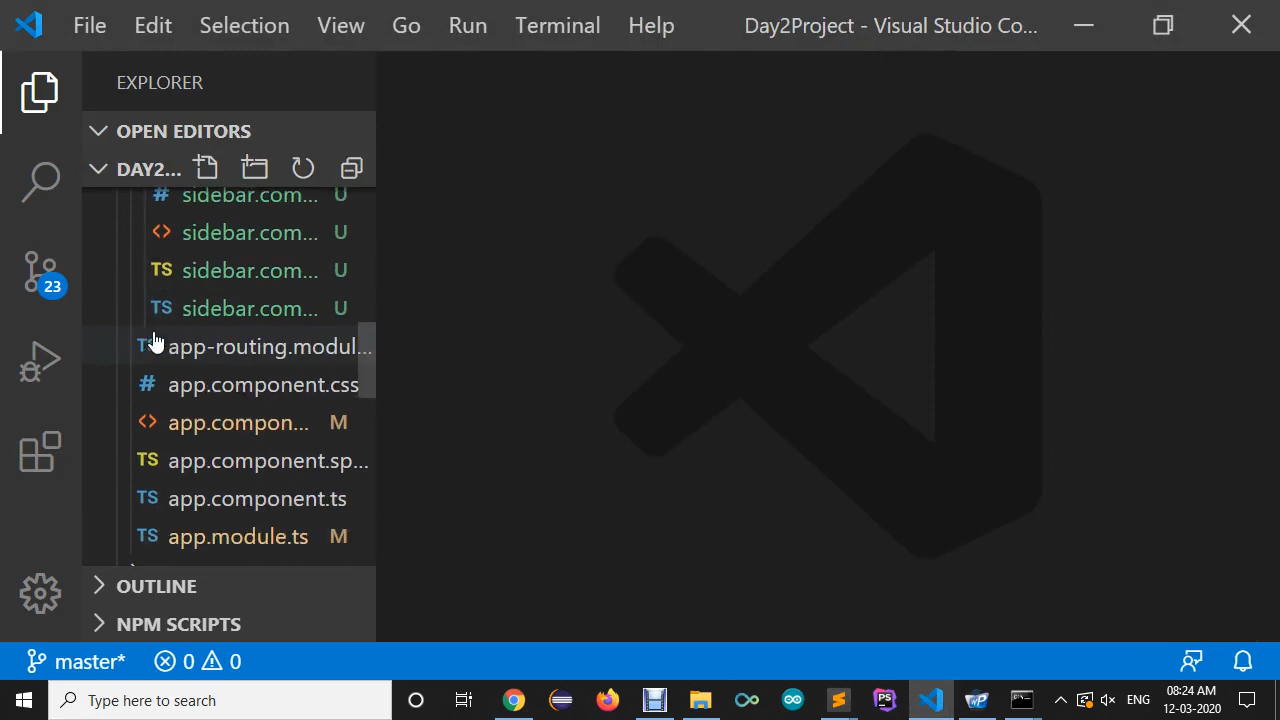 File Edit Selection View Go Run Terminal Help Day2Project - Visual Studio Co...
EXPLORER
OPEN EDITORS
DAY2...
# sidebar.com... U
<> sidebar.com... U
TS sidebar.com... U
TS sidebar.com... U
TS app-routing.modul...
# app.component.css
<> app.compon... M
TS app.component.sp...
TS app.component.ts
TS app.module.ts M
23
OUTLINE
NPM SCRIPTS
master* 0 0
Type here to search
PS
ENG
08:24 AM
12-03-2020